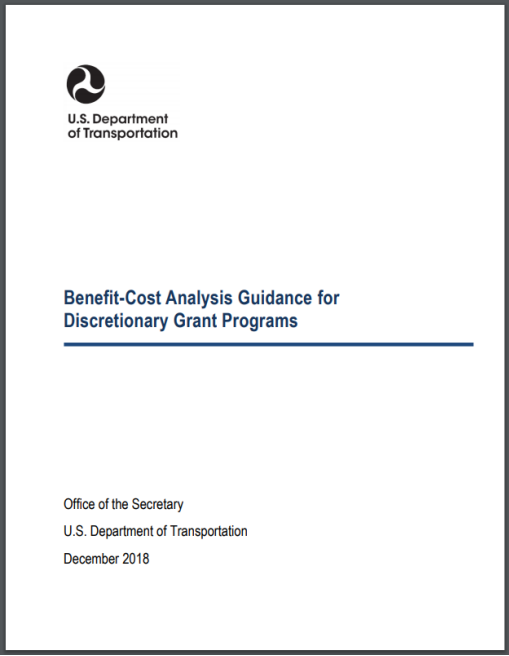 U.S. Department
of Transportation
Benefit-Cost Analysis Guidance for
Discretionary Grant Programs
Office of the Secretary
U.S. Department of Transportation
December 2018